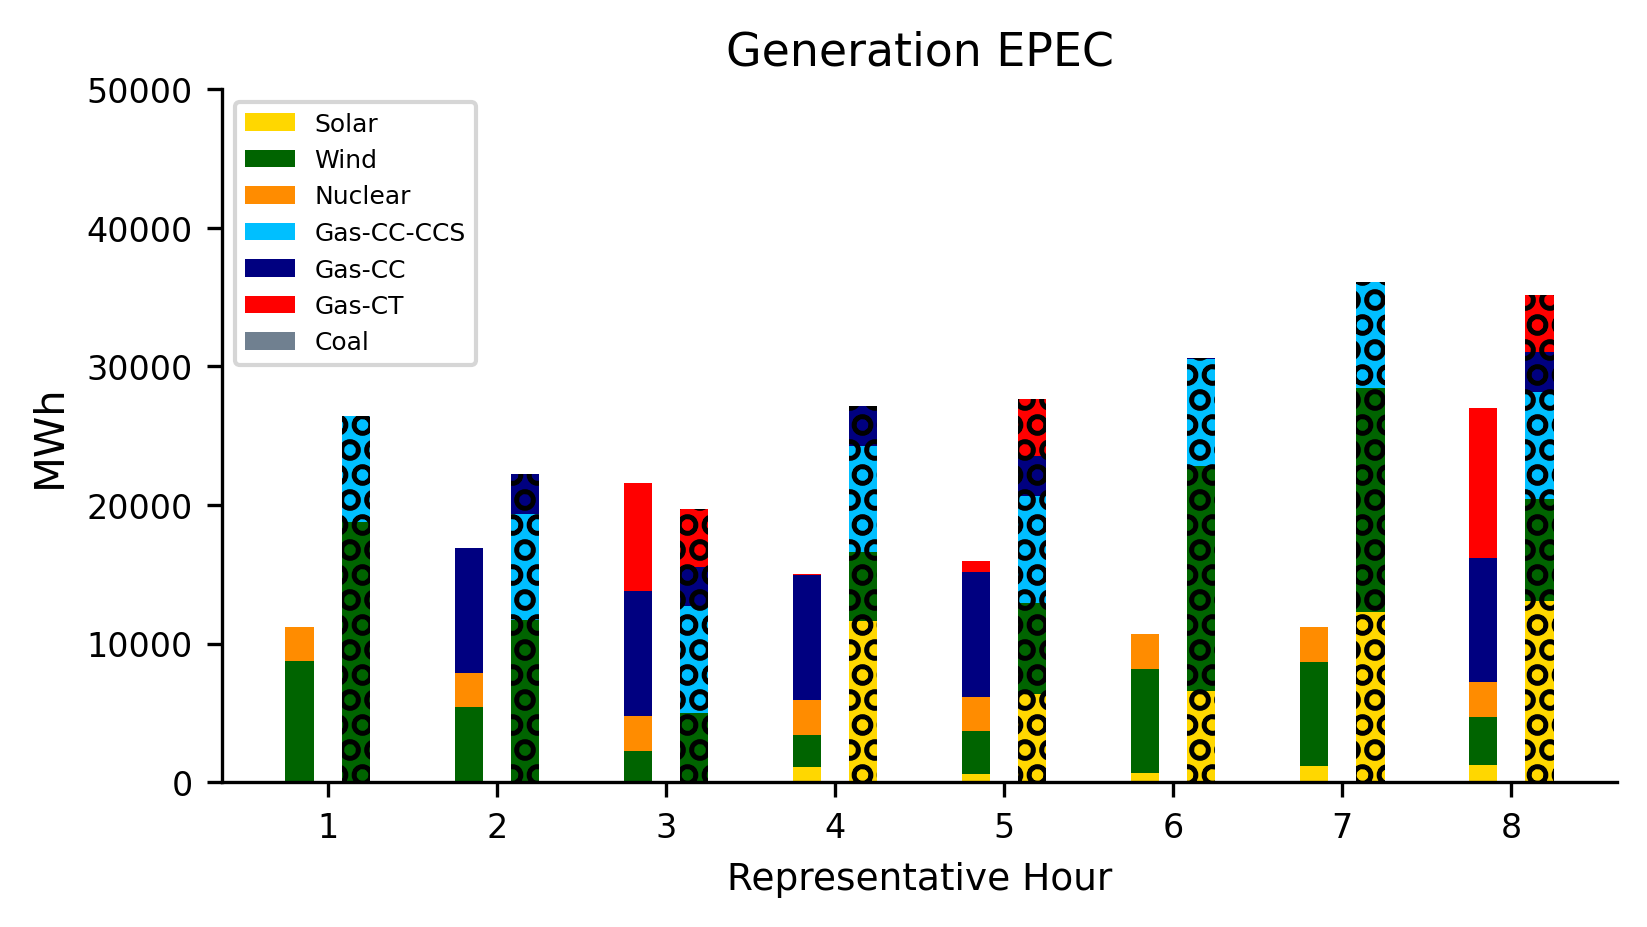 Generation EPEC
50000
40000
30000
20000
10000
0
MWh
Solar
Wind
Nuclear
Gas-CC-CCS
Gas-CC
Gas-CT
Coal
1 2 3 4 5 6 7 8
Representative Hour